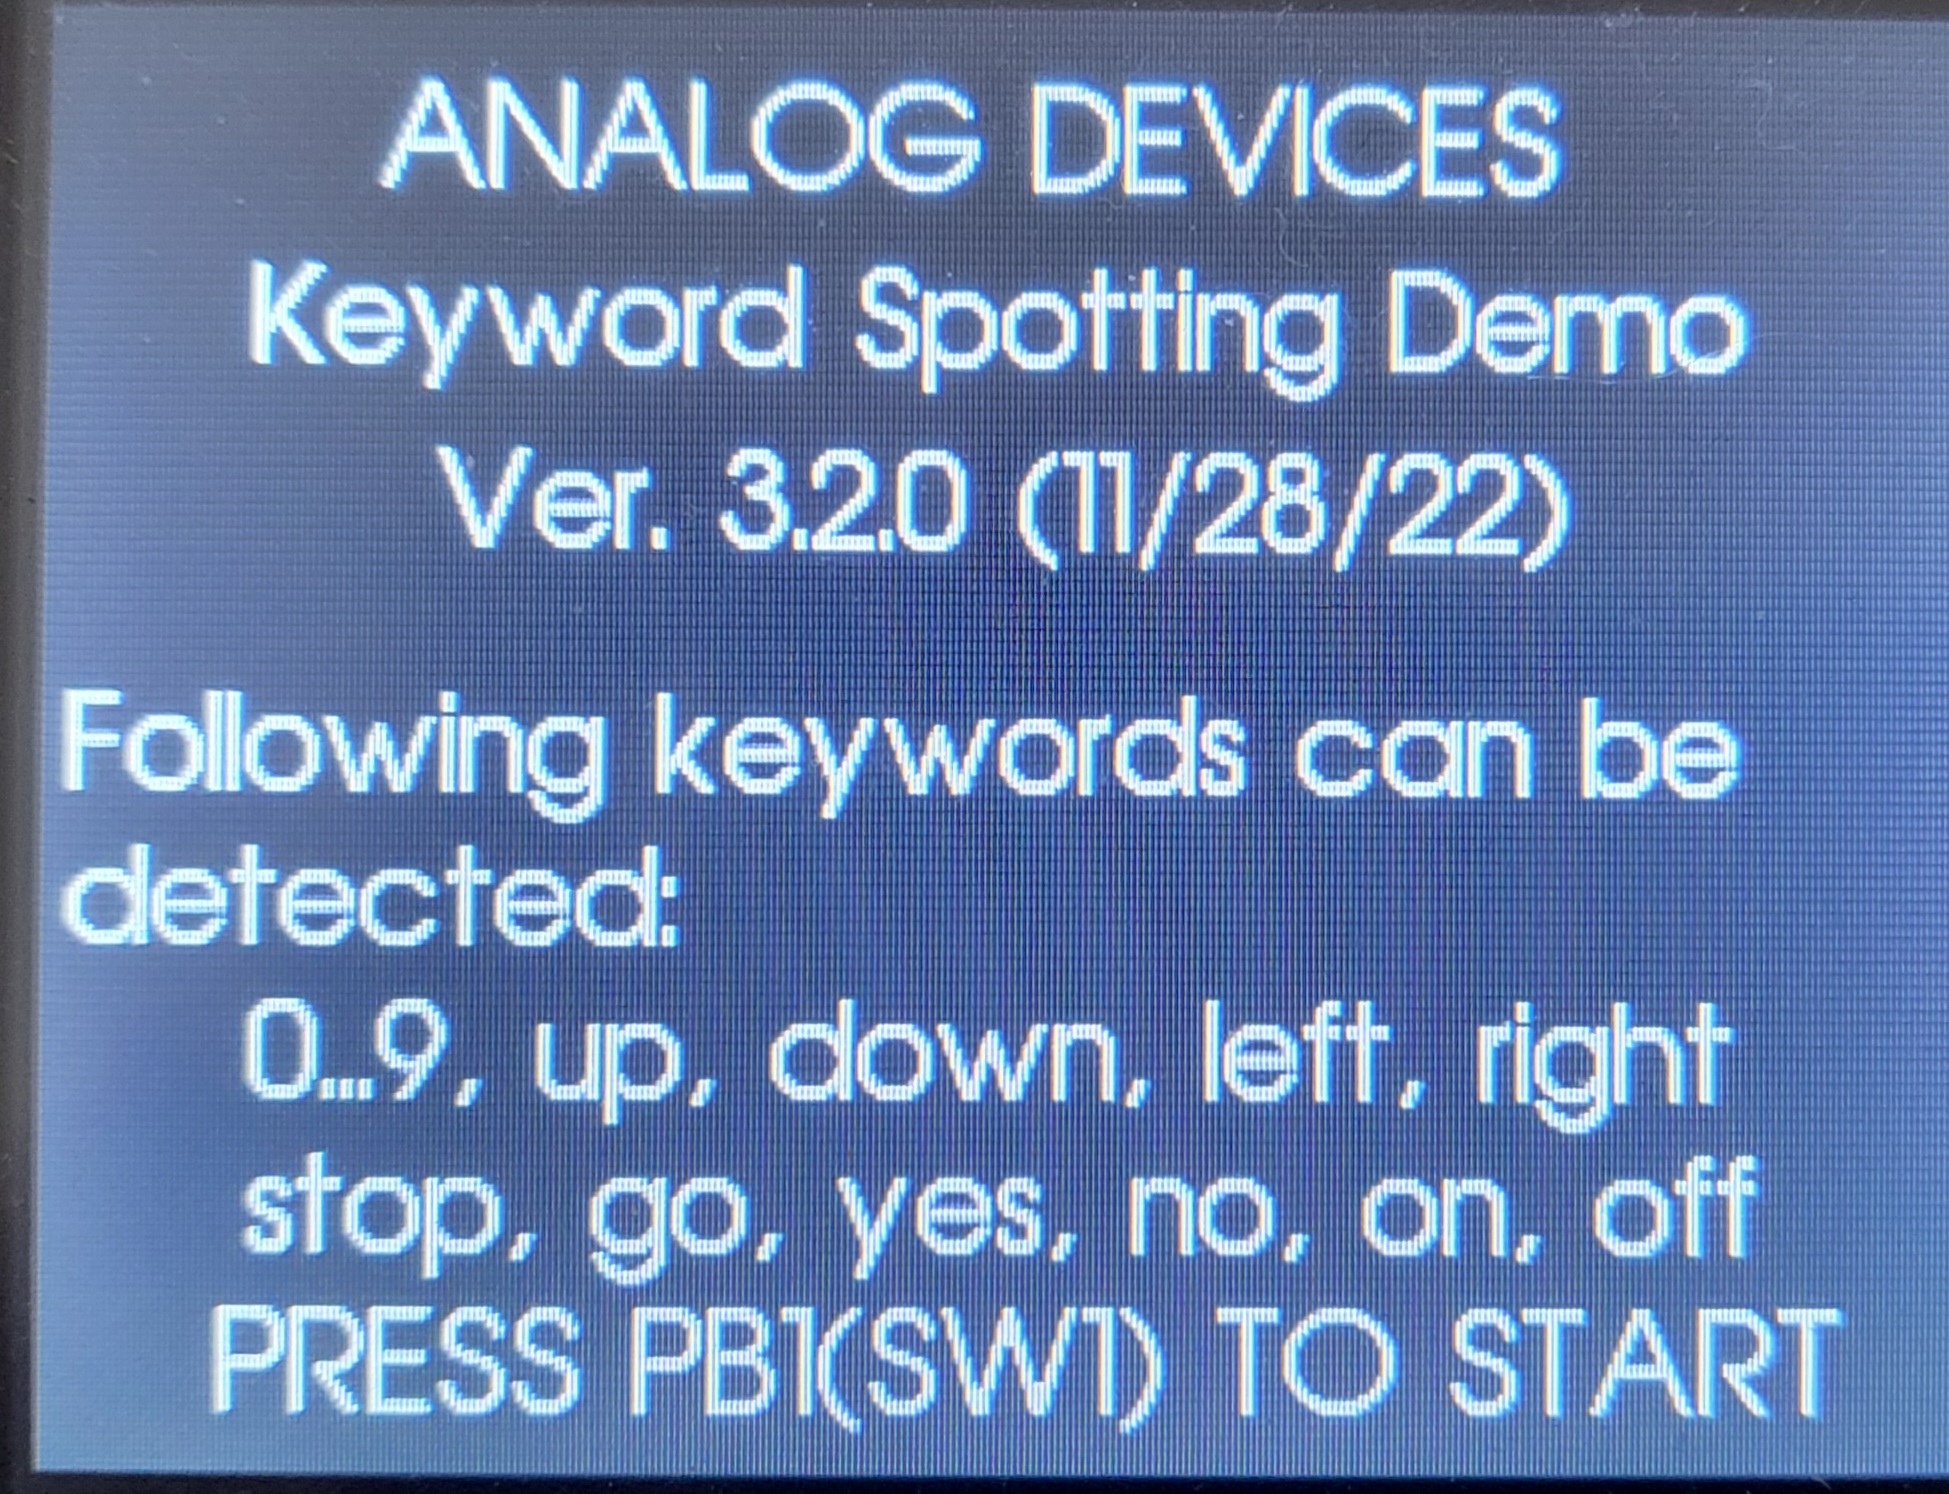 ANALOG DEVICES
Keyword Spotting Demo
Ver. 3.2.0 (11/28/22)
Following keywords can be
detected:
0...9, up, down, left, right
stop, go, yes, no, on, off
PRESS PB1(SW1) TO START